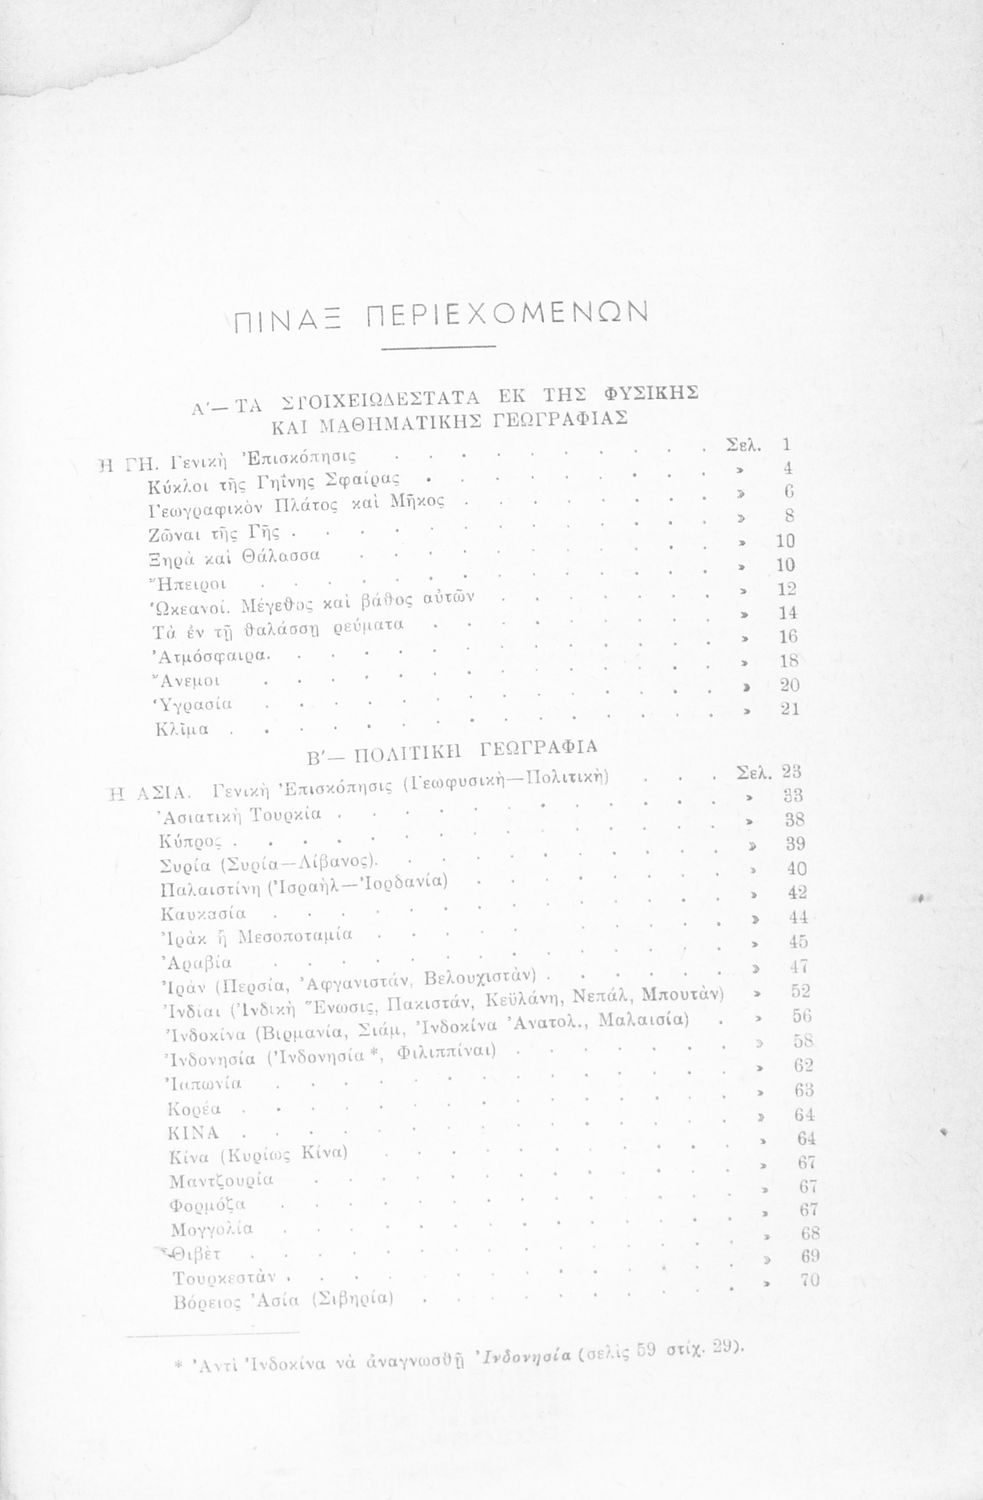 ΠΙΝΑΞ ΠΕΡΙΕΧΟΜΕΝΩΝ
Α΄— ΤΑ ΣΤΟΙΧΕΙΩΔΕΣΤΑΤΑ ΕΚ ΤΗΣ ΦΥΣΙΚΗΣ
ΚΑΙ ΜΑΘΗΜΑΤΙΚΗΣ ΓΕΩΓΡΑΦΙΑΣ
Ἡ ΓΗ. Γενικὴ Ἐπισκόπησις . . . . . . . . . . Σελ. 1
Κύκλοι τῆς Γηΐνης Σφαίρας . . . . . . . . . » 4
Γεωγραφικὸν Πλάτος καὶ Μῆκος . . . . . . . . » 6
Ζῶναι τῆς Γῆς . . . . . . . . . . . . . » 8
Ξηρὰ καὶ Θάλασσα . . . . . . . . . . . » 10
Ἤπειροι . . . . . . . . . . . . . . » 10
Ὠκεανοί. Μέγεθος καὶ βάθος αὐτῶν . . . . . . . » 12
Τὰ ἐν τῇ θαλάσσῃ ρεύματα . . . . . . . . . » 14
Ἀτμόσφαιρα. . . . . . . . . . . . . . » 16
Ἄνεμοι . . . . . . . . . . . . . . » 18
Ὑγρασία . . . . . . . . . . . . . . » 20
Κλῖμα . . . . . . . . . . . . . . . » 21
Β΄— ΠΟΛΙΤΙΚΗ ΓΕΩΓΡΑΦΙΑ
Ἡ ΑΣΙΑ. Γενικὴ Ἐπισκόπησις (Γεωφυσικὴ—Πολιτικὴ) . . . Σελ. 23
Ἀσιατικὴ Τουρκία . . . . . . . . . . . . » 33
Κύπρος . . . . . . . . . . . . . . . » 38
Συρία (Συρία—Λίβανος). . . . . . . . . . . » 39
Παλαιστίνη (Ἰσραὴλ—Ἰορδανία) . . . . . . . . » 40
Καυκασία . . . . . . . . . . . . . . » 42
Ἰρὰκ ἢ Μεσοποταμία . . . . . . . . . . . » 44
Ἀραβία . . . . . . . . . . . . . . » 45
Ἰρὰν (Περσία, Ἀφγανιστάν, Βελουχιστὰν) . . . . . . » 47
Ἰνδίαι (Ἰνδικὴ Ἕνωσις, Πακιστάν, Κεϋλάνη, Νεπάλ, Μπουτὰν) » 52
Ἰνδοκίνα (Βιρμανία, Σιάμ, Ἰνδοκίνα Ἀνατολ., Μαλαισία) . » 56
Ἰνδονησία (Ἰνδονησία *, Φιλιππίναι) . . . . . . . » 58
Ἰαπωνία . . . . . . . . . . . . . . » 62
Κορέα . . . . . . . . . . . . . . . » 63
ΚΙΝΑ . . . . . . . . . . . . . . . » 64
Κίνα (Κυρίως Κίνα) . . . . . . . . . . . » 64
Μαντζουρία . . . . . . . . . . . . . » 67
Φορμόζα . . . . . . . . . . . . . . » 67
Μογγολία . . . . . . . . . . . . . . » 67
Θιβὲτ . . . . . . . . . . . . . . . » 68
Τουρκεστὰν . . . . . . . . . . . . . . » 69
Βόρειος Ἀσία (Σιβηρία) . . . . . . . . . . » 70
* Ἀντὶ Ἰνδοκίνα νὰ ἀναγνωσθῇ Ἰνδονησία (σελὶς 59 στίχ. 29).